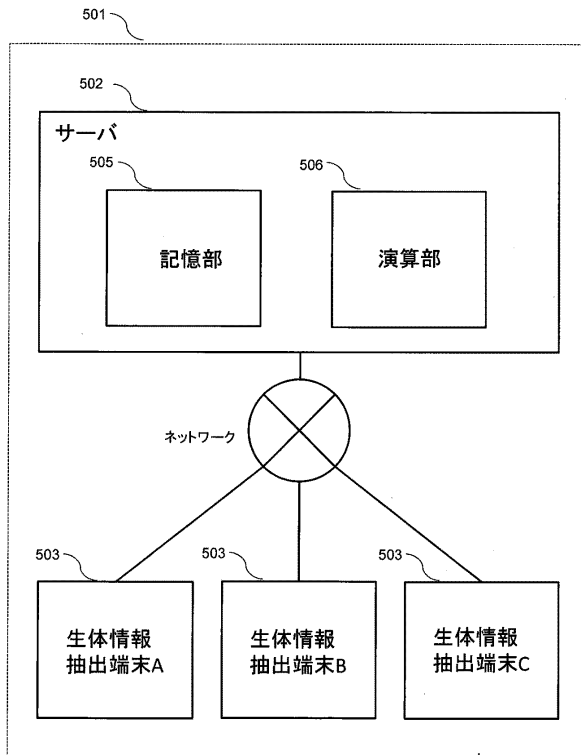 501
502
サーバ
505
506
記憶部
演算部
ネットワーク
503
503
503
生体情報
抽出端末A
生体情報
抽出端末B
生体情報
抽出端末C